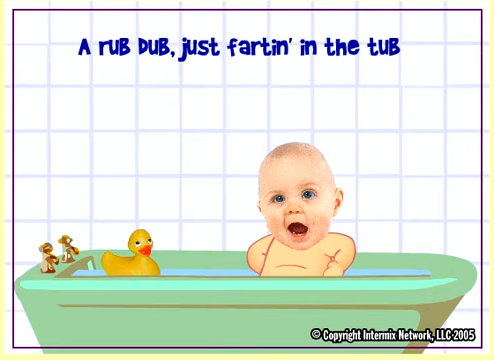 A rub dub, just fartin' in the tub
© Copyright Intermix Network, LLC 2005